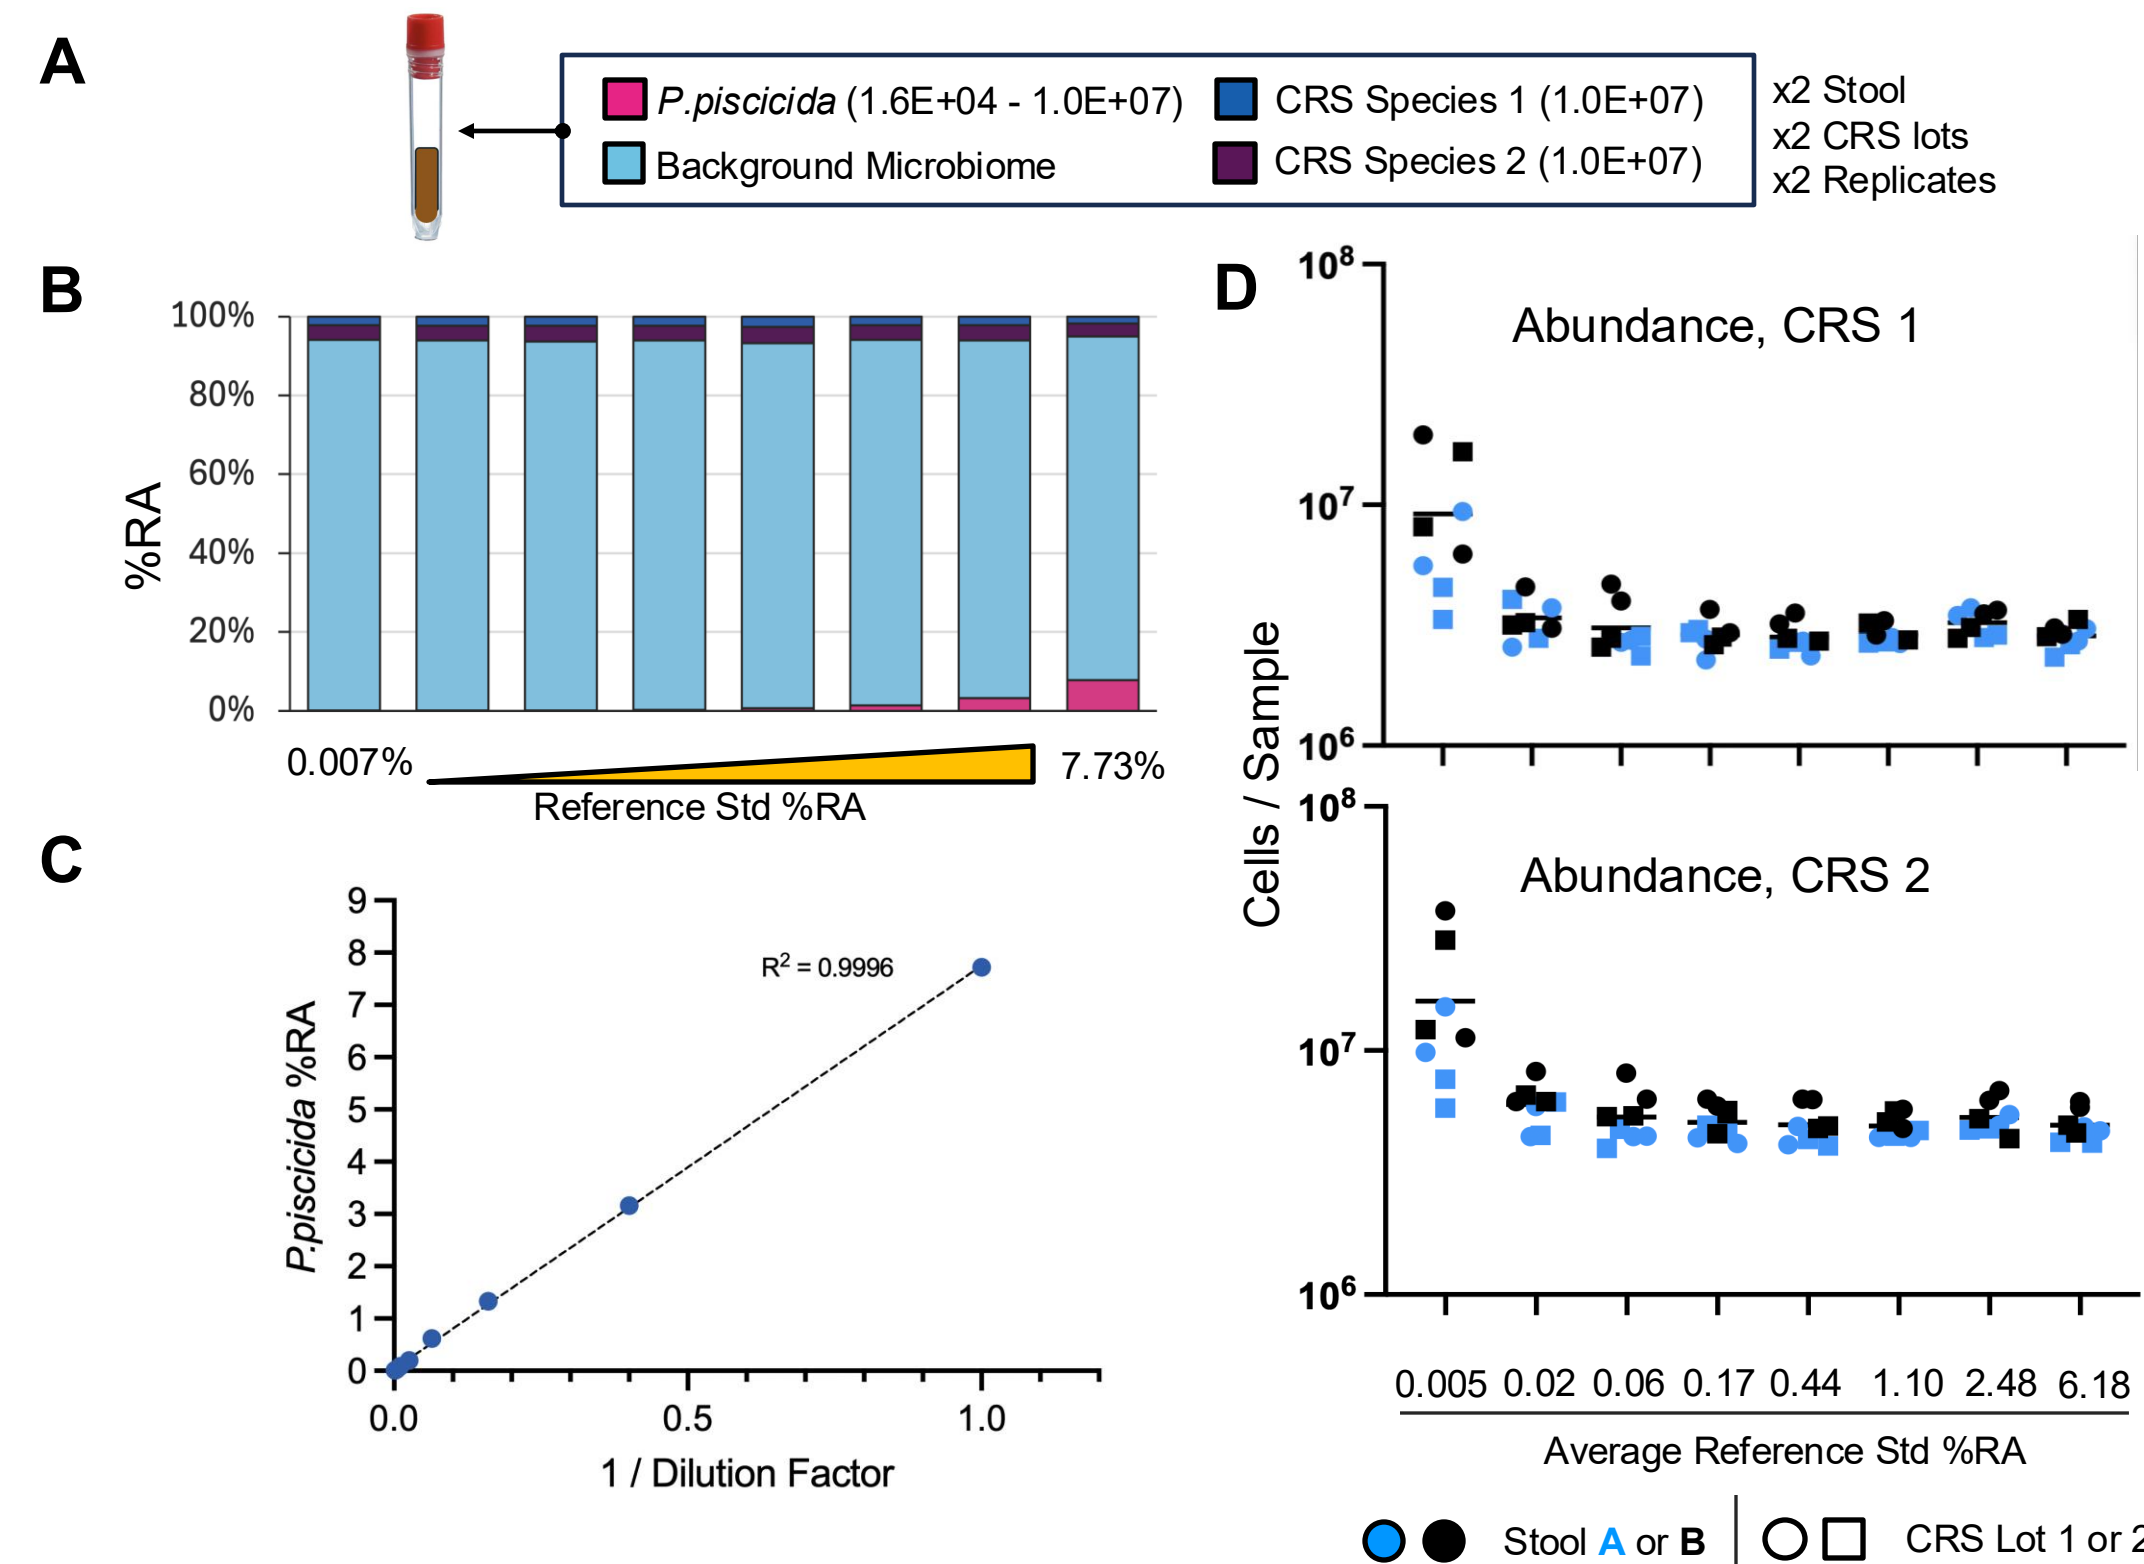 A
P.piscicida (1.6E+04 - 1.0E+07)
CRS Species 1 (1.0E+07)
Background Microbiome
CRS Species 2 (1.0E+07)
x2 Stool
x2 CRS lots
x2 Replicates
B
100%
80%
60%
40%
20%
0%
%RA
0.007%
7.73%
Reference Std %RA
C
9
8
7
6
5
4
3
2
1
0
P.piscicida %RA
R² = 0.9996
0.0
0.5
1.0
1 / Dilution Factor
D
Cells / Sample
Abundance, CRS 1
10⁸
10⁷
10⁶
Abundance, CRS 2
10⁸
10⁷
10⁶
0.005 0.02 0.06 0.17 0.44 1.10 2.48 6.18
Average Reference Std %RA
Stool A or B
CRS Lot 1 or 2